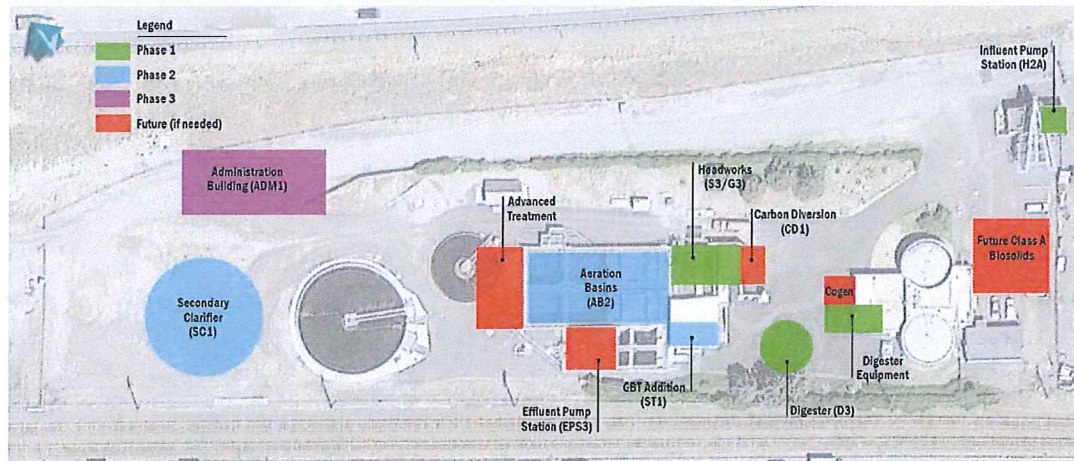 Legend
Phase 1
Phase 2
Phase 3
Future (if needed)
Influent Pump
Station (H2A)
Administration
Building (ADM1)
Headworks
(S3/G3)
Advanced
Treatment
Carbon Diversion
(CD1)
Future Class A
Biosolids
Aeration
Basins
(AB2)
Cogen
Secondary
Clarifier
(SC1)
Digester
Equipment
GBT Addition
(ST1)
Effluent Pump
Station (EPS3)
Digester (D3)